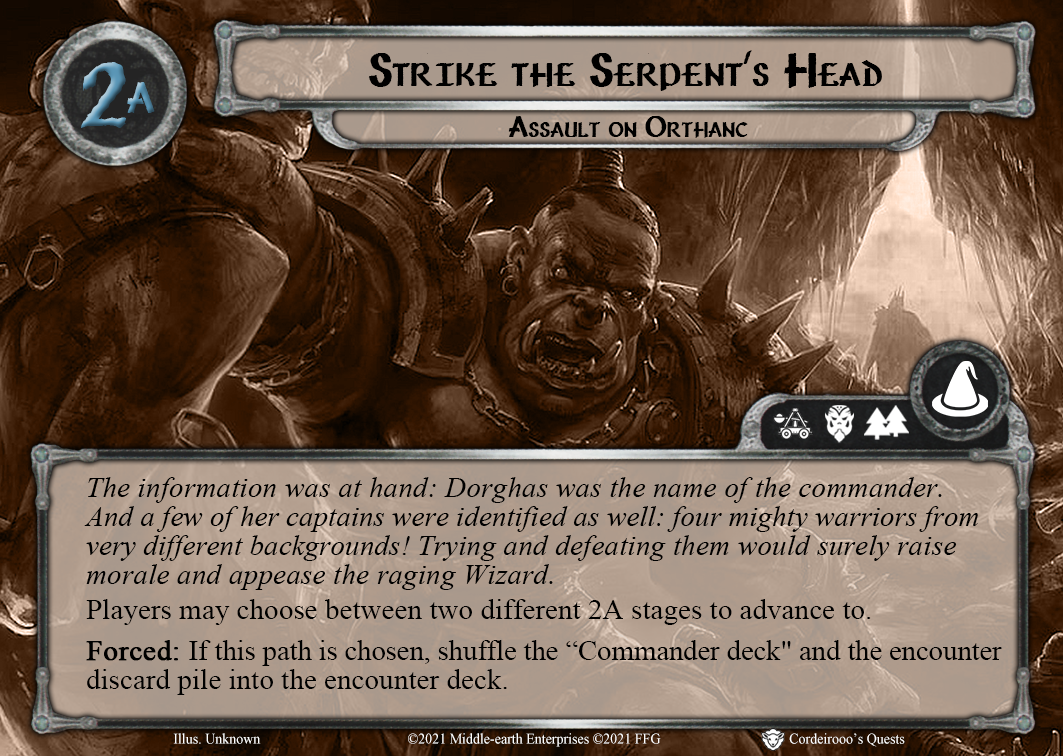 2A
Strike the Serpent's Head
Assault on Orthanc
The information was at hand: Dorghas was the name of the commander.
And a few of her captains were identified as well: four mighty warriors from
very different backgrounds! Trying and defeating them would surely raise
morale and appease the raging Wizard.
Players may choose between two different 2A stages to advance to.
Forced: If this path is chosen, shuffle the “Commander deck" and the encounter
discard pile into the encounter deck.
Illus. Unknown ©2021 Middle-earth Enterprises ©2021 FFG Cordeirooo's Quests